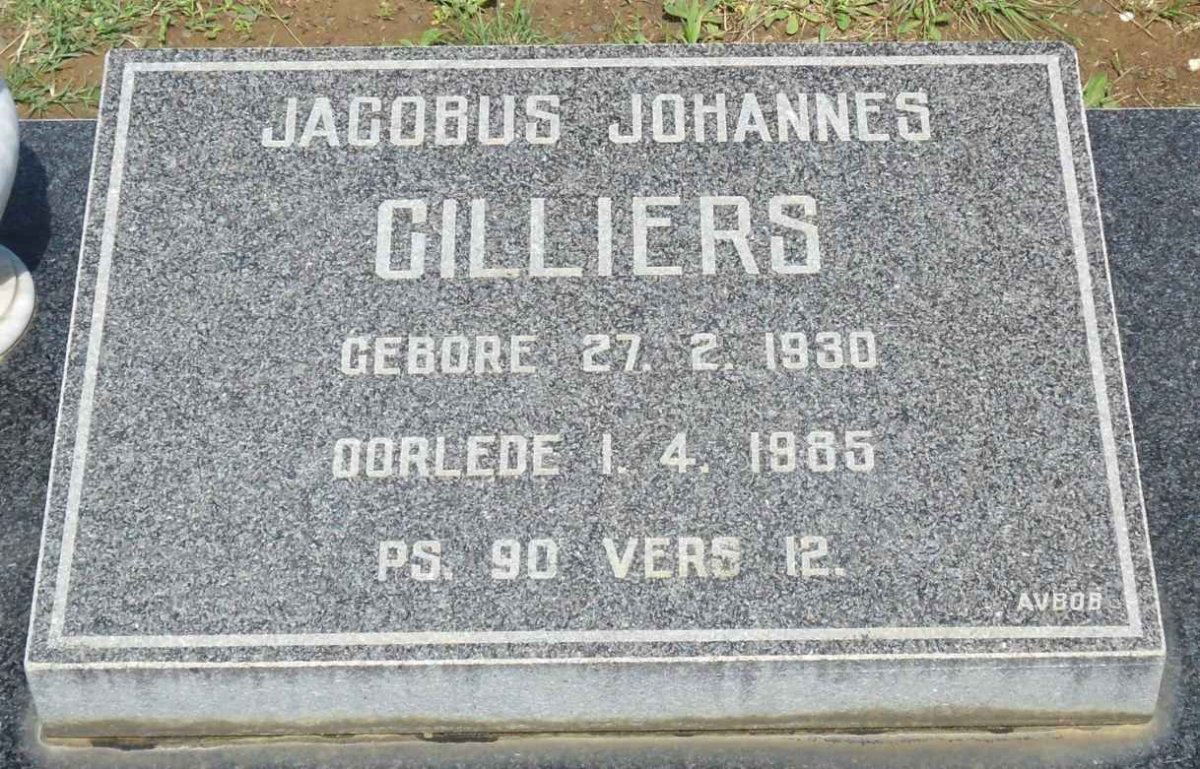 JACOBUS JOHANNES
CILLIERS
GEBORE 27. 2. 1930
OORLEDE 1. 4. 1985
PS. 90 VERS 12.
AVBOB